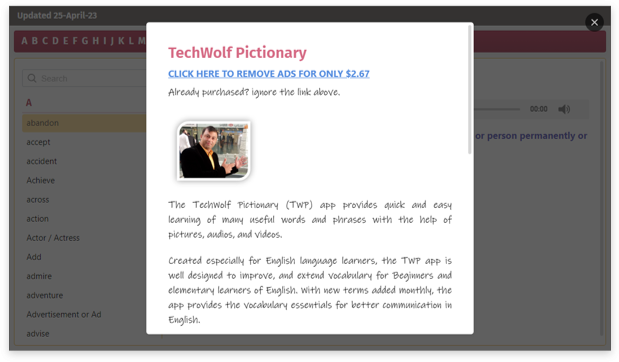 Updated 25-April-23
A B C D E F G H I J K L M
Search
A
abandon
accept
accident
Achieve
across
action
Actor / Actress
Add
admire
adventure
Advertisement or Ad
advise
00:00
or person permanently or
TechWolf Pictionary
CLICK HERE TO REMOVE ADS FOR ONLY $2.67
Already purchased? ignore the link above.
The TechWolf Pictionary (TWP) app provides quick and easy
learning of many useful words and phrases with the help of
pictures, audios, and videos.
Created especially for English language learners, the TWP app is
well designed to improve, and extend vocabulary for Beginners and
elementary learners of English. With new terms added monthly, the
app provides the vocabulary essentials for better communication in
English.